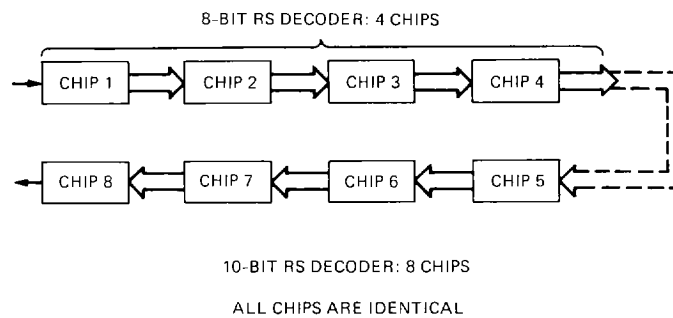 8-BIT RS DECODER: 4 CHIPS
CHIP 1
CHIP 2
CHIP 3
CHIP 4
CHIP 8
CHIP 7
CHIP 6
CHIP 5
10-BIT RS DECODER: 8 CHIPS
ALL CHIPS ARE IDENTICAL